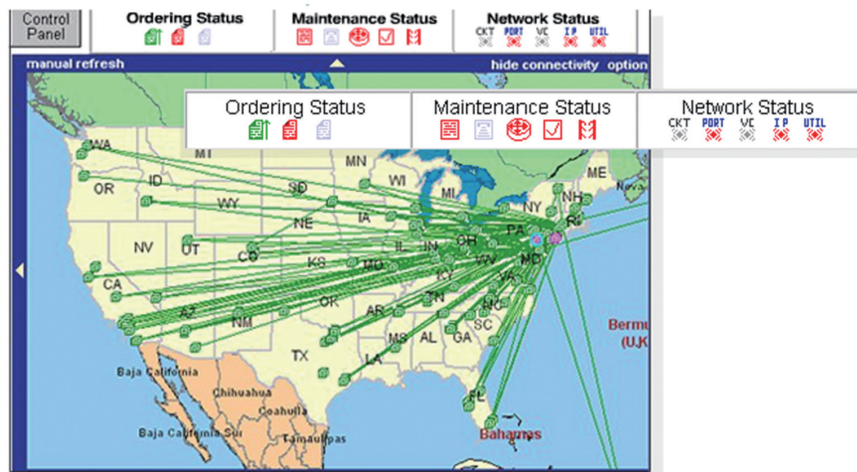 Control
Panel
Ordering Status
Maintenance Status
Network Status
CKT PORT VC IP UTIL
manual refresh
hide connectivity option
Ordering Status
Maintenance Status
Network Status
CKT PORT VC IP UTIL
WA
MT
MN
WI
MI
ME
OR
ID
WY
SD
IA
NY
NH
Nova
NV
UT
CO
NE
IL
IN
OH
PA
RI
CA
KS
MO
KY
WV
VA
MD
AZ
NM
OK
AR
TN
NC
TX
LA
MS
AL
GA
SC
FL
Bermu
(U,K
Baja California
Chihuahua
Coahulla
Baja California Sur
Tamaulipas
Bahamas